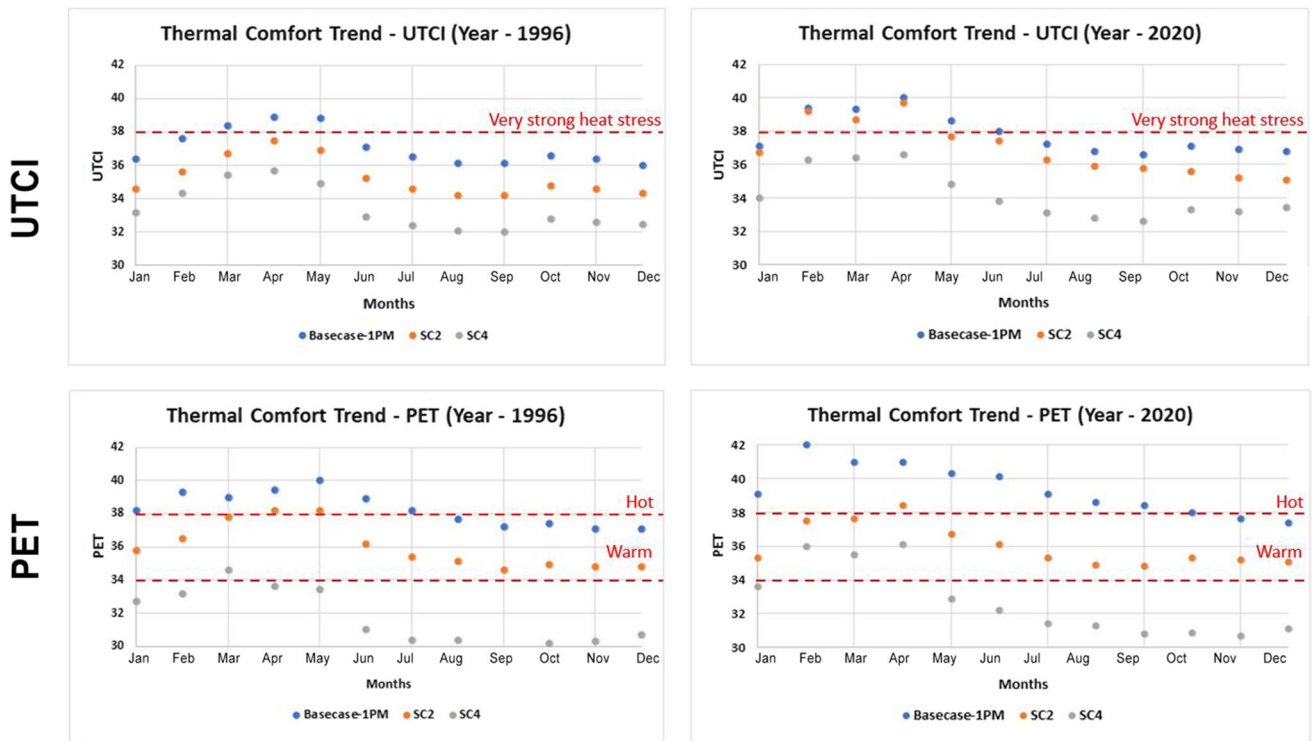 UTCI
Thermal Comfort Trend - UTCI (Year - 1996)
42
40
Very strong heat stress
38
36
UTCI
34
32
30
Jan Feb Mar Apr May Jun Jul Aug Sep Oct Nov Dec
Months
Basecase-1PM SC2 SC4
Thermal Comfort Trend - UTCI (Year - 2020)
42
40
Very strong heat stress
38
36
UTCI
34
32
30
Jan Feb Mar Apr May Jun Jul Aug Sep Oct Nov Dec
Months
Basecase-1PM SC2 SC4
PET
Thermal Comfort Trend - PET (Year - 1996)
42
40
Hot
38
36
Warm
PET
34
32
30
Jan Feb Mar Apr May Jun Jul Aug Sep Oct Nov Dec
Months
Basecase-1PM SC2 SC4
Thermal Comfort Trend - PET (Year - 2020)
42
40
Hot
38
36
Warm
PET
34
32
30
Jan Feb Mar Apr May Jun Jul Aug Sep Oct Nov Dec
Months
Basecase-1PM SC2 SC4